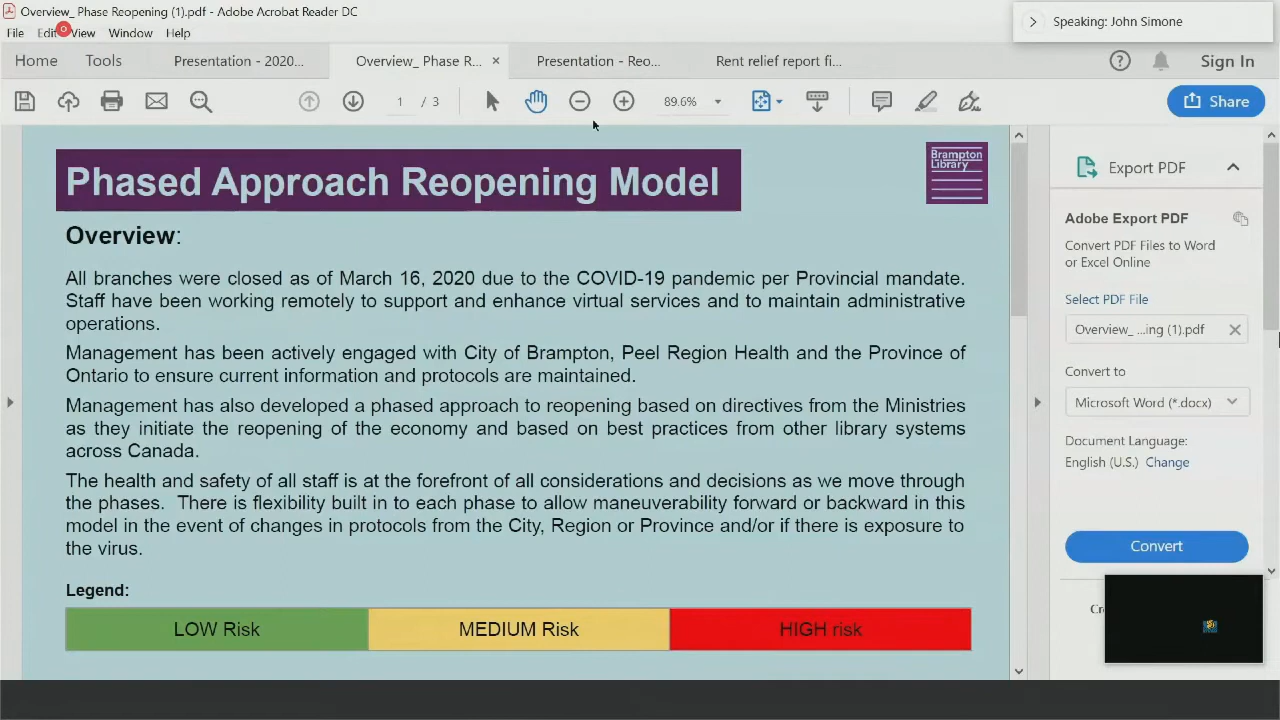 Overview_ Phase Reopening (1).pdf - Adobe Acrobat Reader DC
Speaking: John Simone
File Edit View Window Help
Home Tools Presentation - 2020... Overview_ Phase R... × Presentation - Reo... Rent relief report fi... Sign In
1 / 3 89.6% Share
Phased Approach Reopening Model
Brampton
Library
Overview:
All branches were closed as of March 16, 2020 due to the COVID-19 pandemic per Provincial mandate.
Staff have been working remotely to support and enhance virtual services and to maintain administrative
operations.
Management has been actively engaged with City of Brampton, Peel Region Health and the Province of
Ontario to ensure current information and protocols are maintained.
Management has also developed a phased approach to reopening based on directives from the Ministries
as they initiate the reopening of the economy and based on best practices from other library systems
across Canada.
The health and safety of all staff is at the forefront of all considerations and decisions as we move through
the phases. There is flexibility built in to each phase to allow maneuverability forward or backward in this
model in the event of changes in protocols from the City, Region or Province and/or if there is exposure to
the virus.
Legend:
LOW Risk MEDIUM Risk HIGH risk
Export PDF
Adobe Export PDF
Convert PDF Files to Word
or Excel Online
Select PDF File
Overview_ ...ing (1).pdf
Convert to
Microsoft Word (*.docx)
Document Language:
English (U.S.) Change
Convert